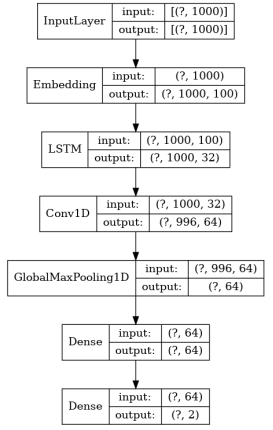 InputLayer input: [(?, 1000)]
output: [(?, 1000)]
Embedding input: (?, 1000)
output: (?, 1000, 100)
LSTM input: (?, 1000, 100)
output: (?, 1000, 32)
Conv1D input: (?, 1000, 32)
output: (?, 996, 64)
GlobalMaxPooling1D input: (?, 996, 64)
output: (?, 64)
Dense input: (?, 64)
output: (?, 64)
Dense input: (?, 64)
output: (?, 2)